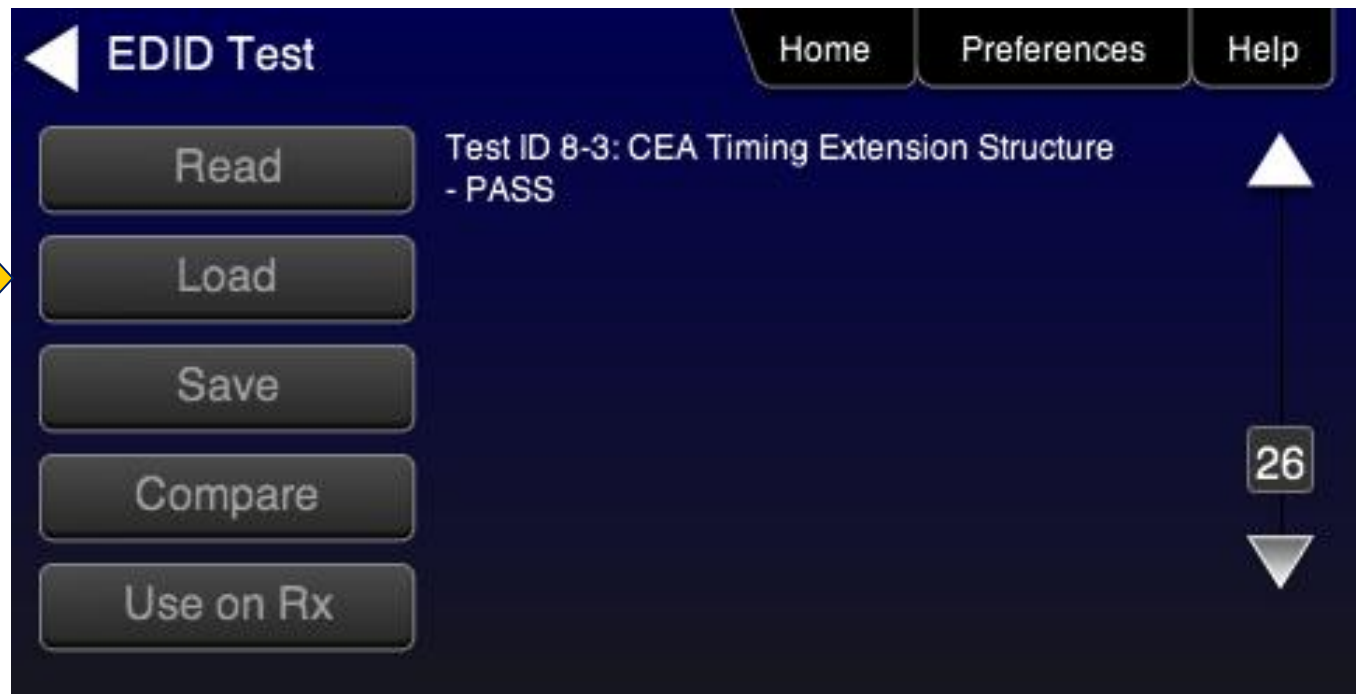 EDID Test
Home
Preferences
Help
Read
Test ID 8-3: CEA Timing Extension Structure
- PASS
Load
Save
Compare
26
Use on Rx